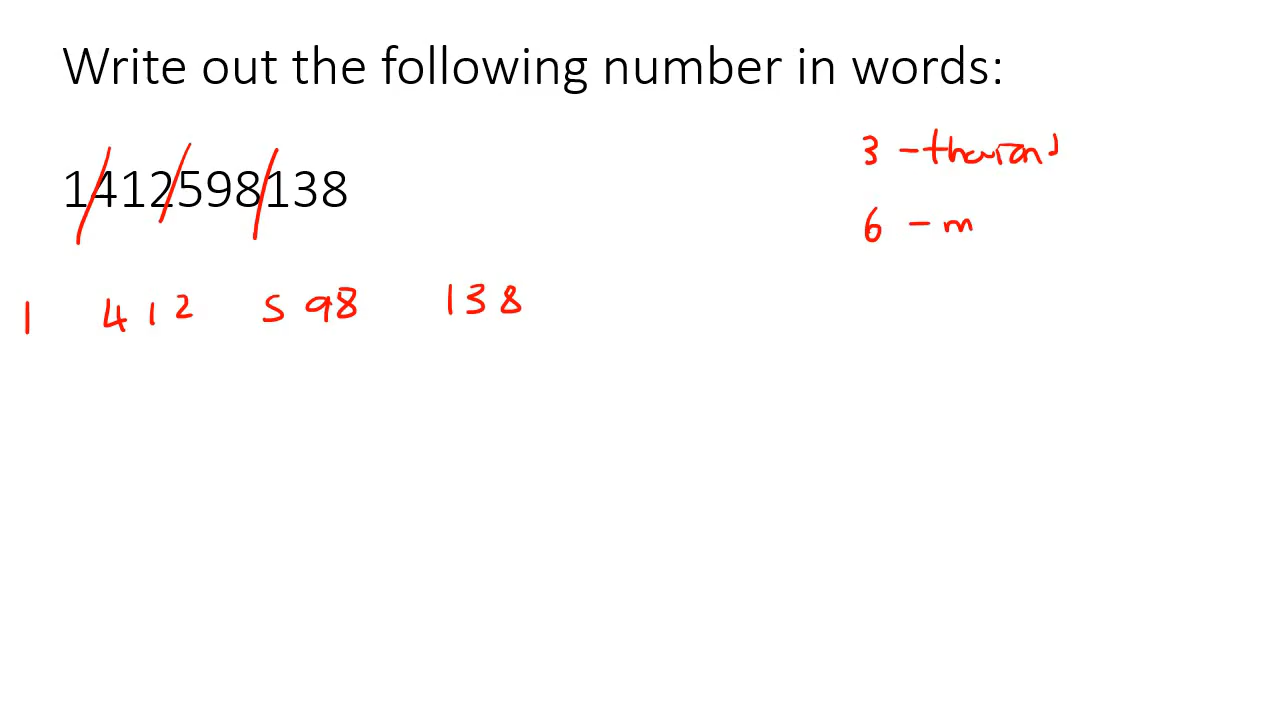 Write out the following number in words:
1412598138
3 - thousand
6 - m
1 412 598 138